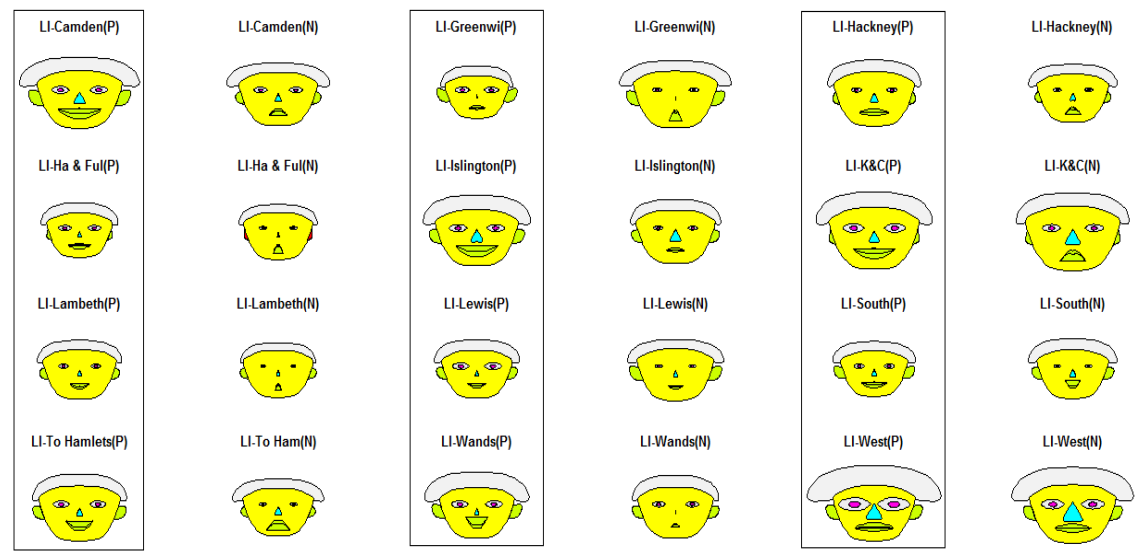 LI-Camden(P) LI-Camden(N) LI-Greenwi(P) LI-Greenwi(N) LI-Hackney(P) LI-Hackney(N)
LI-Ha & Ful(P) LI-Ha & Ful(N) LI-Islington(P) LI-Islington(N) LI-K&C(P) LI-K&C(N)
LI-Lambeth(P) LI-Lambeth(N) LI-Lewis(P) LI-Lewis(N) LI-South(P) LI-South(N)
LI-To Hamlets(P) LI-To Ham(N) LI-Wands(P) LI-Wands(N) LI-West(P) LI-West(N)